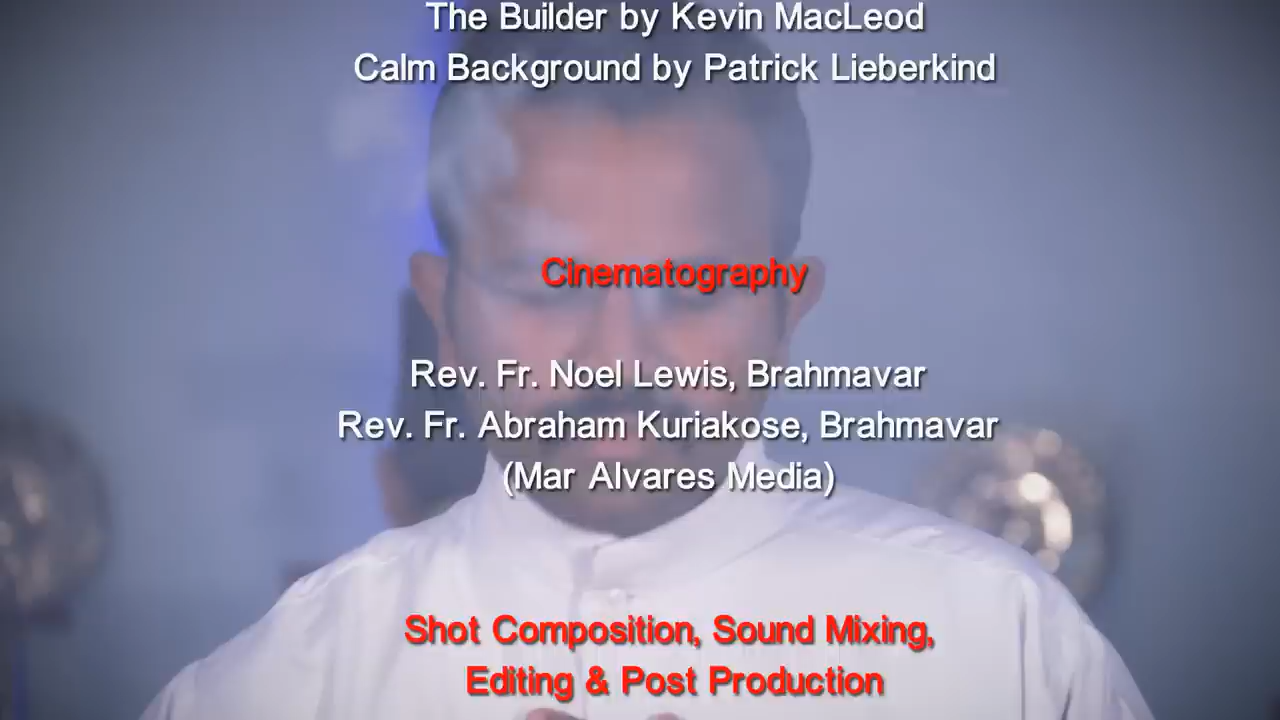 The Builder by Kevin MacLeod
Calm Background by Patrick Lieberkind
Cinematography
Rev. Fr. Noel Lewis, Brahmavar
Rev. Fr. Abraham Kuriakose, Brahmavar
(Mar Alvares Media)
Shot Composition, Sound Mixing,
Editing & Post Production